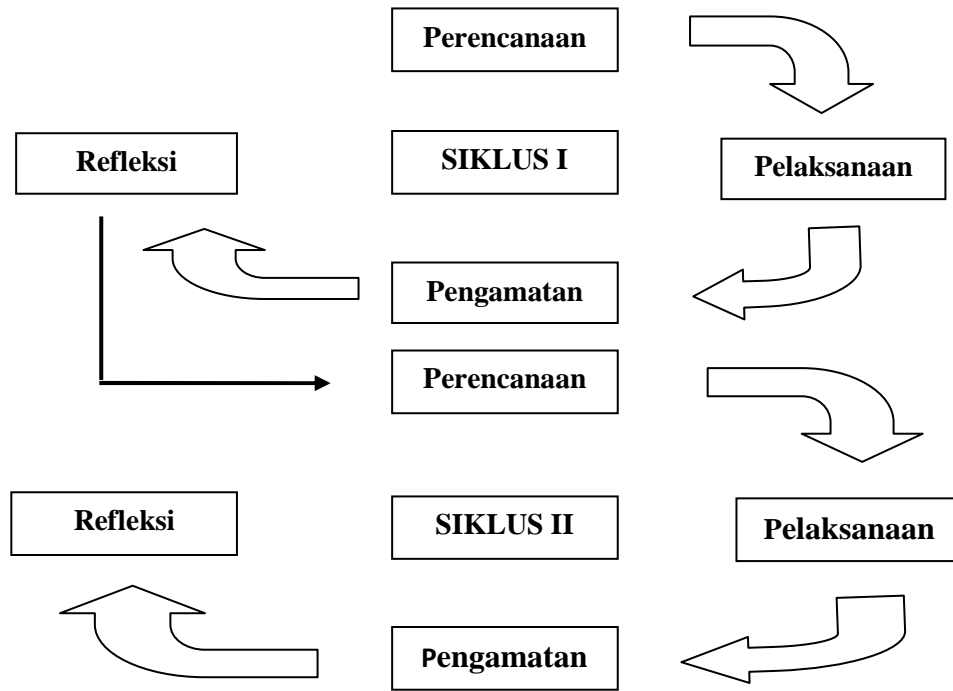 Perencanaan
Refleksi
SIKLUS I
Pelaksanaan
Pengamatan
Perencanaan
Refleksi
SIKLUS II
Pelaksanaan
Pengamatan